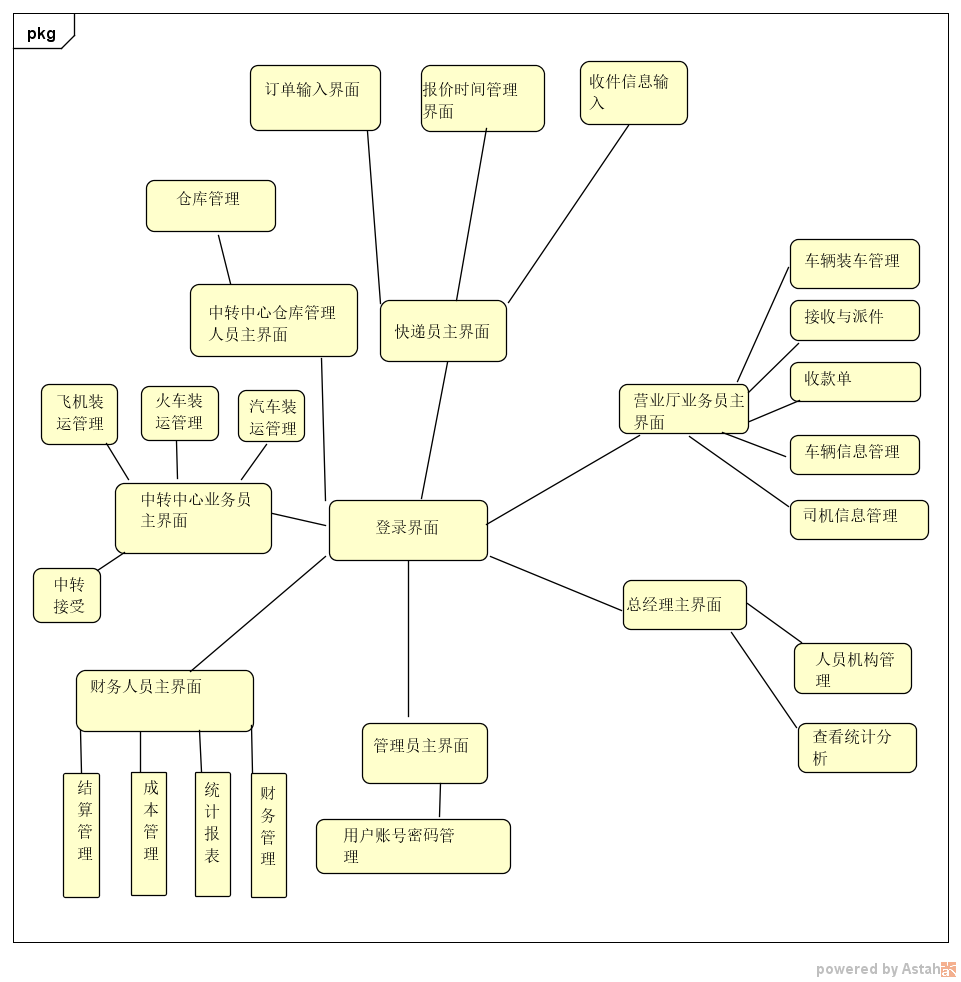 pkg
订单输入界面
报价时间管理
界面
收件信息输
入
仓库管理
中转中心仓库管理
人员主界面
快递员主界面
车辆装车管理
接收与派件
收款单
车辆信息管理
司机信息管理
营业厅业务员主
界面
飞机装
运管理
火车装
运管理
汽车装
运管理
中转中心业务员
主界面
中转
接受
登录界面
总经理主界面
人员机构管
理
查看统计分
析
财务人员主界面
结算管理
成本管理
统计报表
财务管理
管理员主界面
用户账号密码管
理
powered by Astah